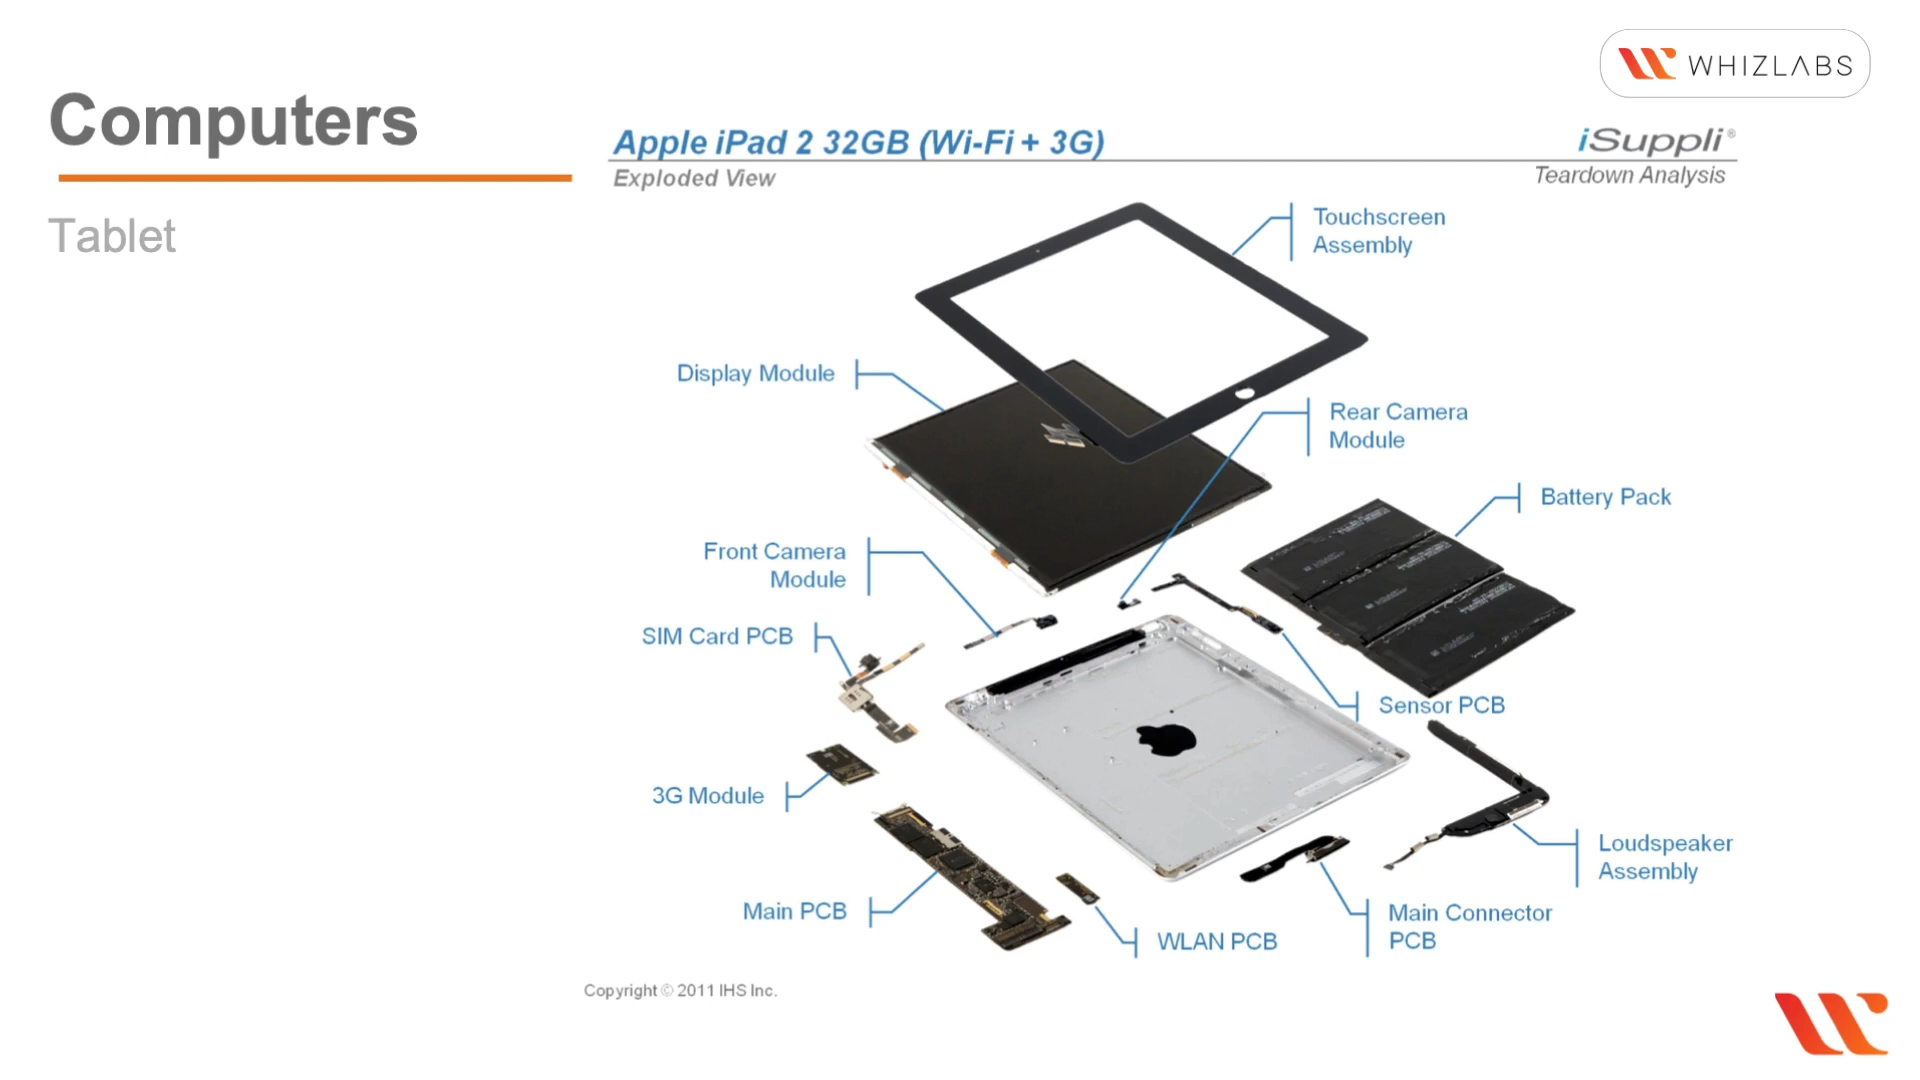 WHIZLABS
Computers
Tablet
Apple iPad 2 32GB (Wi-Fi + 3G)
Exploded View
iSuppli®
Teardown Analysis
Touchscreen
Assembly
Display Module
Rear Camera
Module
Battery Pack
Front Camera
Module
SIM Card PCB
Sensor PCB
3G Module
Loudspeaker
Assembly
Main PCB
Main Connector
PCB
WLAN PCB
Copyright © 2011 IHS Inc.